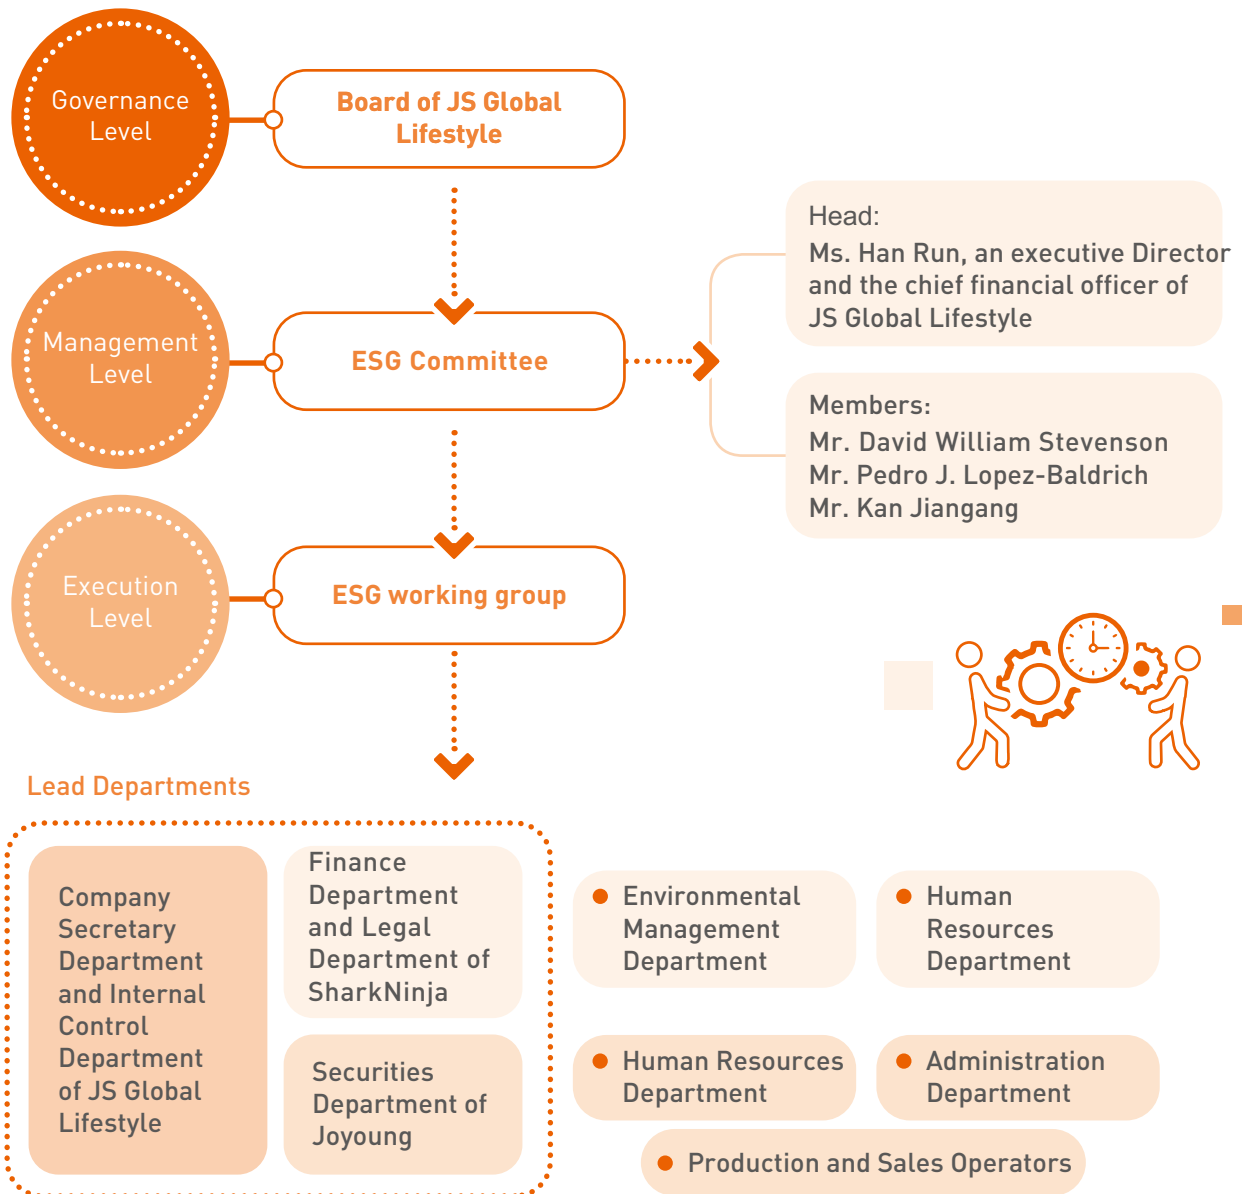 Governance
Level
Board of JS Global
Lifestyle
Head:
Ms. Han Run, an executive Director
and the chief financial officer of
JS Global Lifestyle
Management
Level
ESG Committee
Members:
Mr. David William Stevenson
Mr. Pedro J. Lopez-Baldrich
Mr. Kan Jiangang
Execution
Level
ESG working group
Lead Departments
Company
Secretary
Department
and Internal
Control
Department
of JS Global
Lifestyle
Finance
Department
and Legal
Department of
SharkNinja
Securities
Department of
Joyoung
Environmental
Management
Department
Human
Resources
Department
Human Resources
Department
Administration
Department
Production and Sales Operators